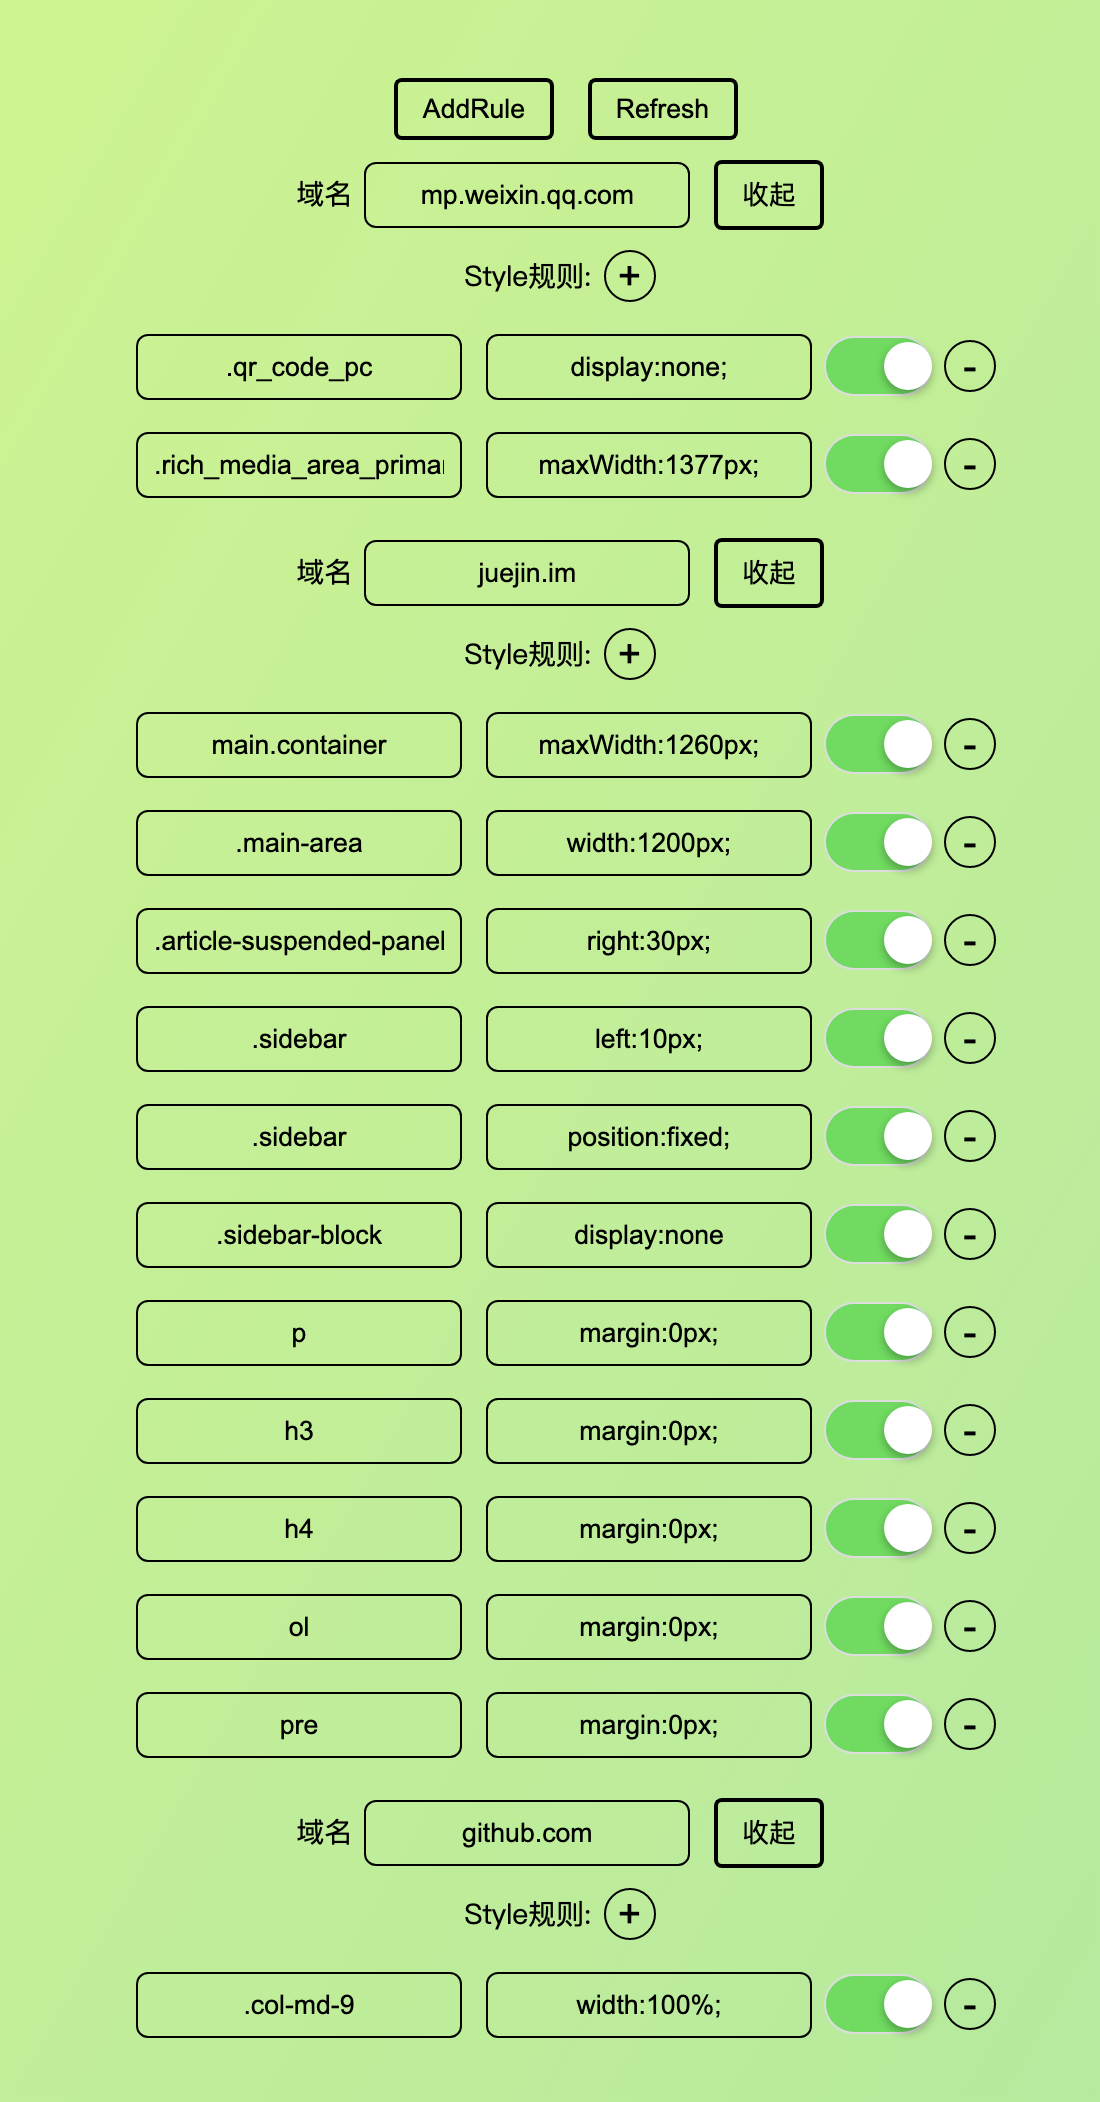 AddRule Refresh
域名 mp.weixin.qq.com 收起
Style规则: +
.qr_code_pc display:none; -
.rich_media_area_primar maxWidth:1377px; -
域名 juejin.im 收起
Style规则: +
main.container maxWidth:1260px; -
.main-area width:1200px; -
.article-suspended-panel right:30px; -
.sidebar left:10px; -
.sidebar position:fixed; -
.sidebar-block display:none -
p margin:0px; -
h3 margin:0px; -
h4 margin:0px; -
ol margin:0px; -
pre margin:0px; -
域名 github.com 收起
Style规则: +
.col-md-9 width:100%; -